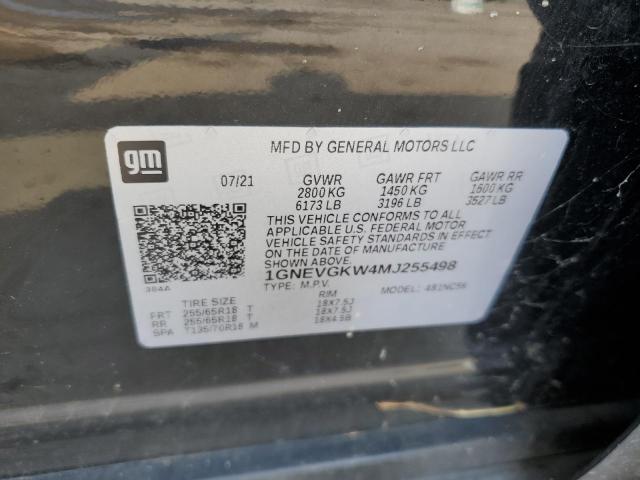 gm
MFD BY GENERAL MOTORS LLC
07/21 GVWR GAWR FRT GAWR RR
2800 KG 1450 KG 1600 KG
6173 LB 3196 LB 3527 LB
THIS VEHICLE CONFORMS TO ALL
APPLICABLE U.S. FEDERAL MOTOR
VEHICLE SAFETY STANDARDS IN EFFECT
ON THE DATE OF MANUFACTURE
SHOWN ABOVE.
1GNEVGKW4MJ255498
384A TYPE: M.P.V. MODEL: 4B1NC56
TIRE SIZE RIM
FRT 255/65R18 T 18X7.5J
RR 255/65R18 T 18X7.5J
SPA T135/70R18 M 18X4.5B